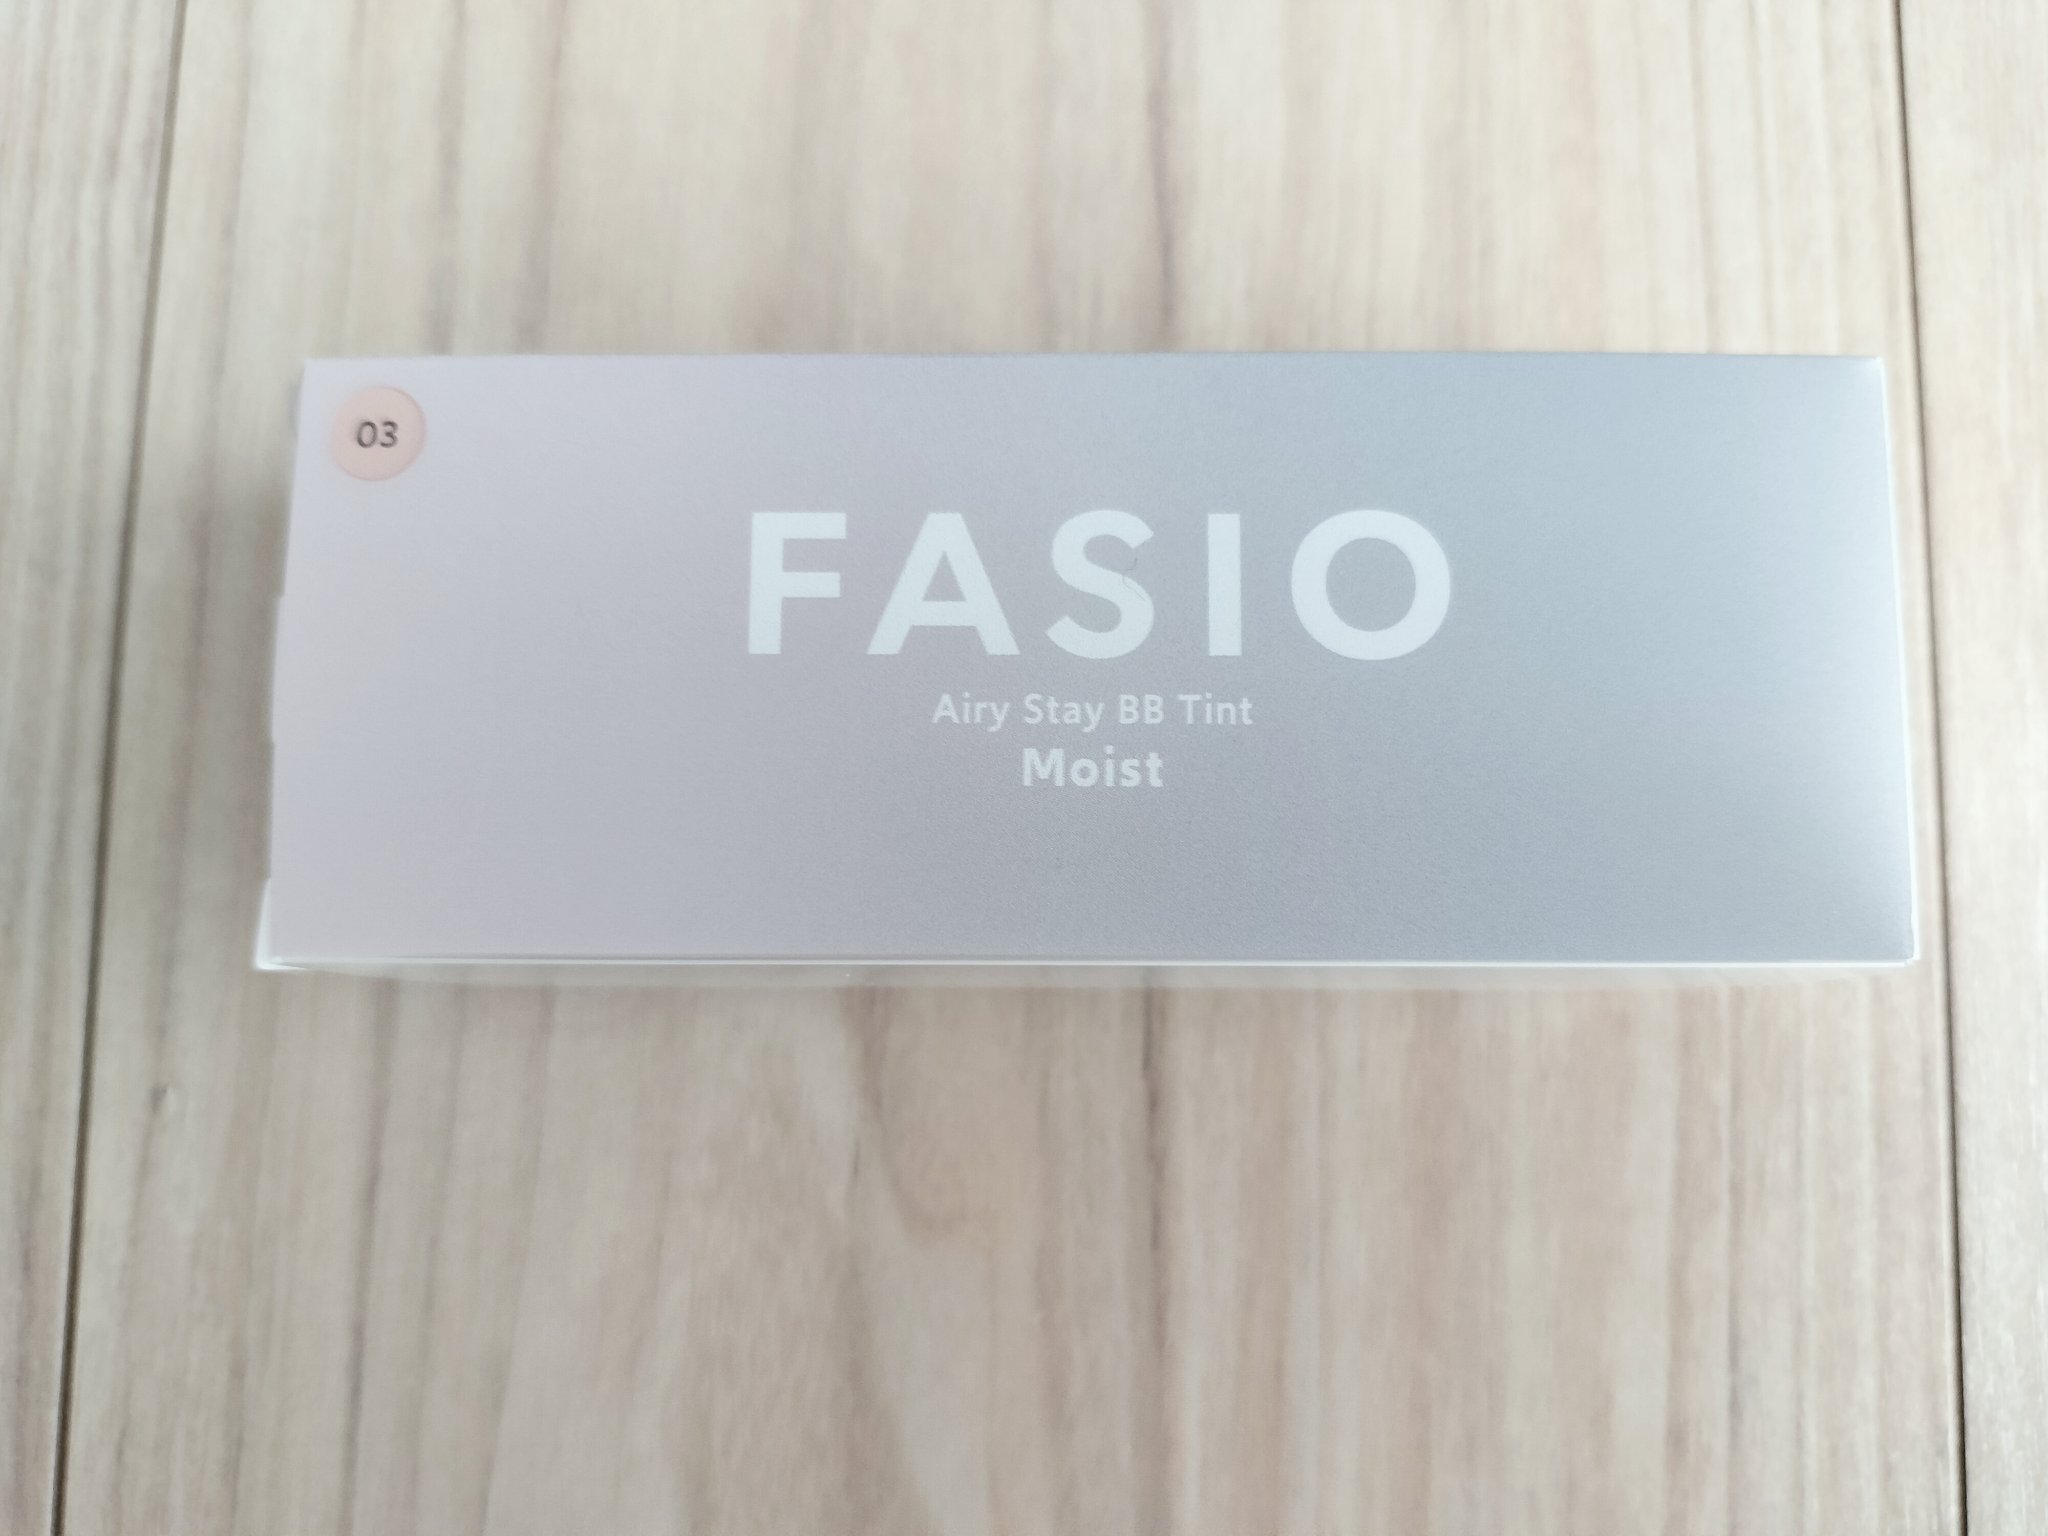 03
FASIO
Airy Stay BB Tint
Moist